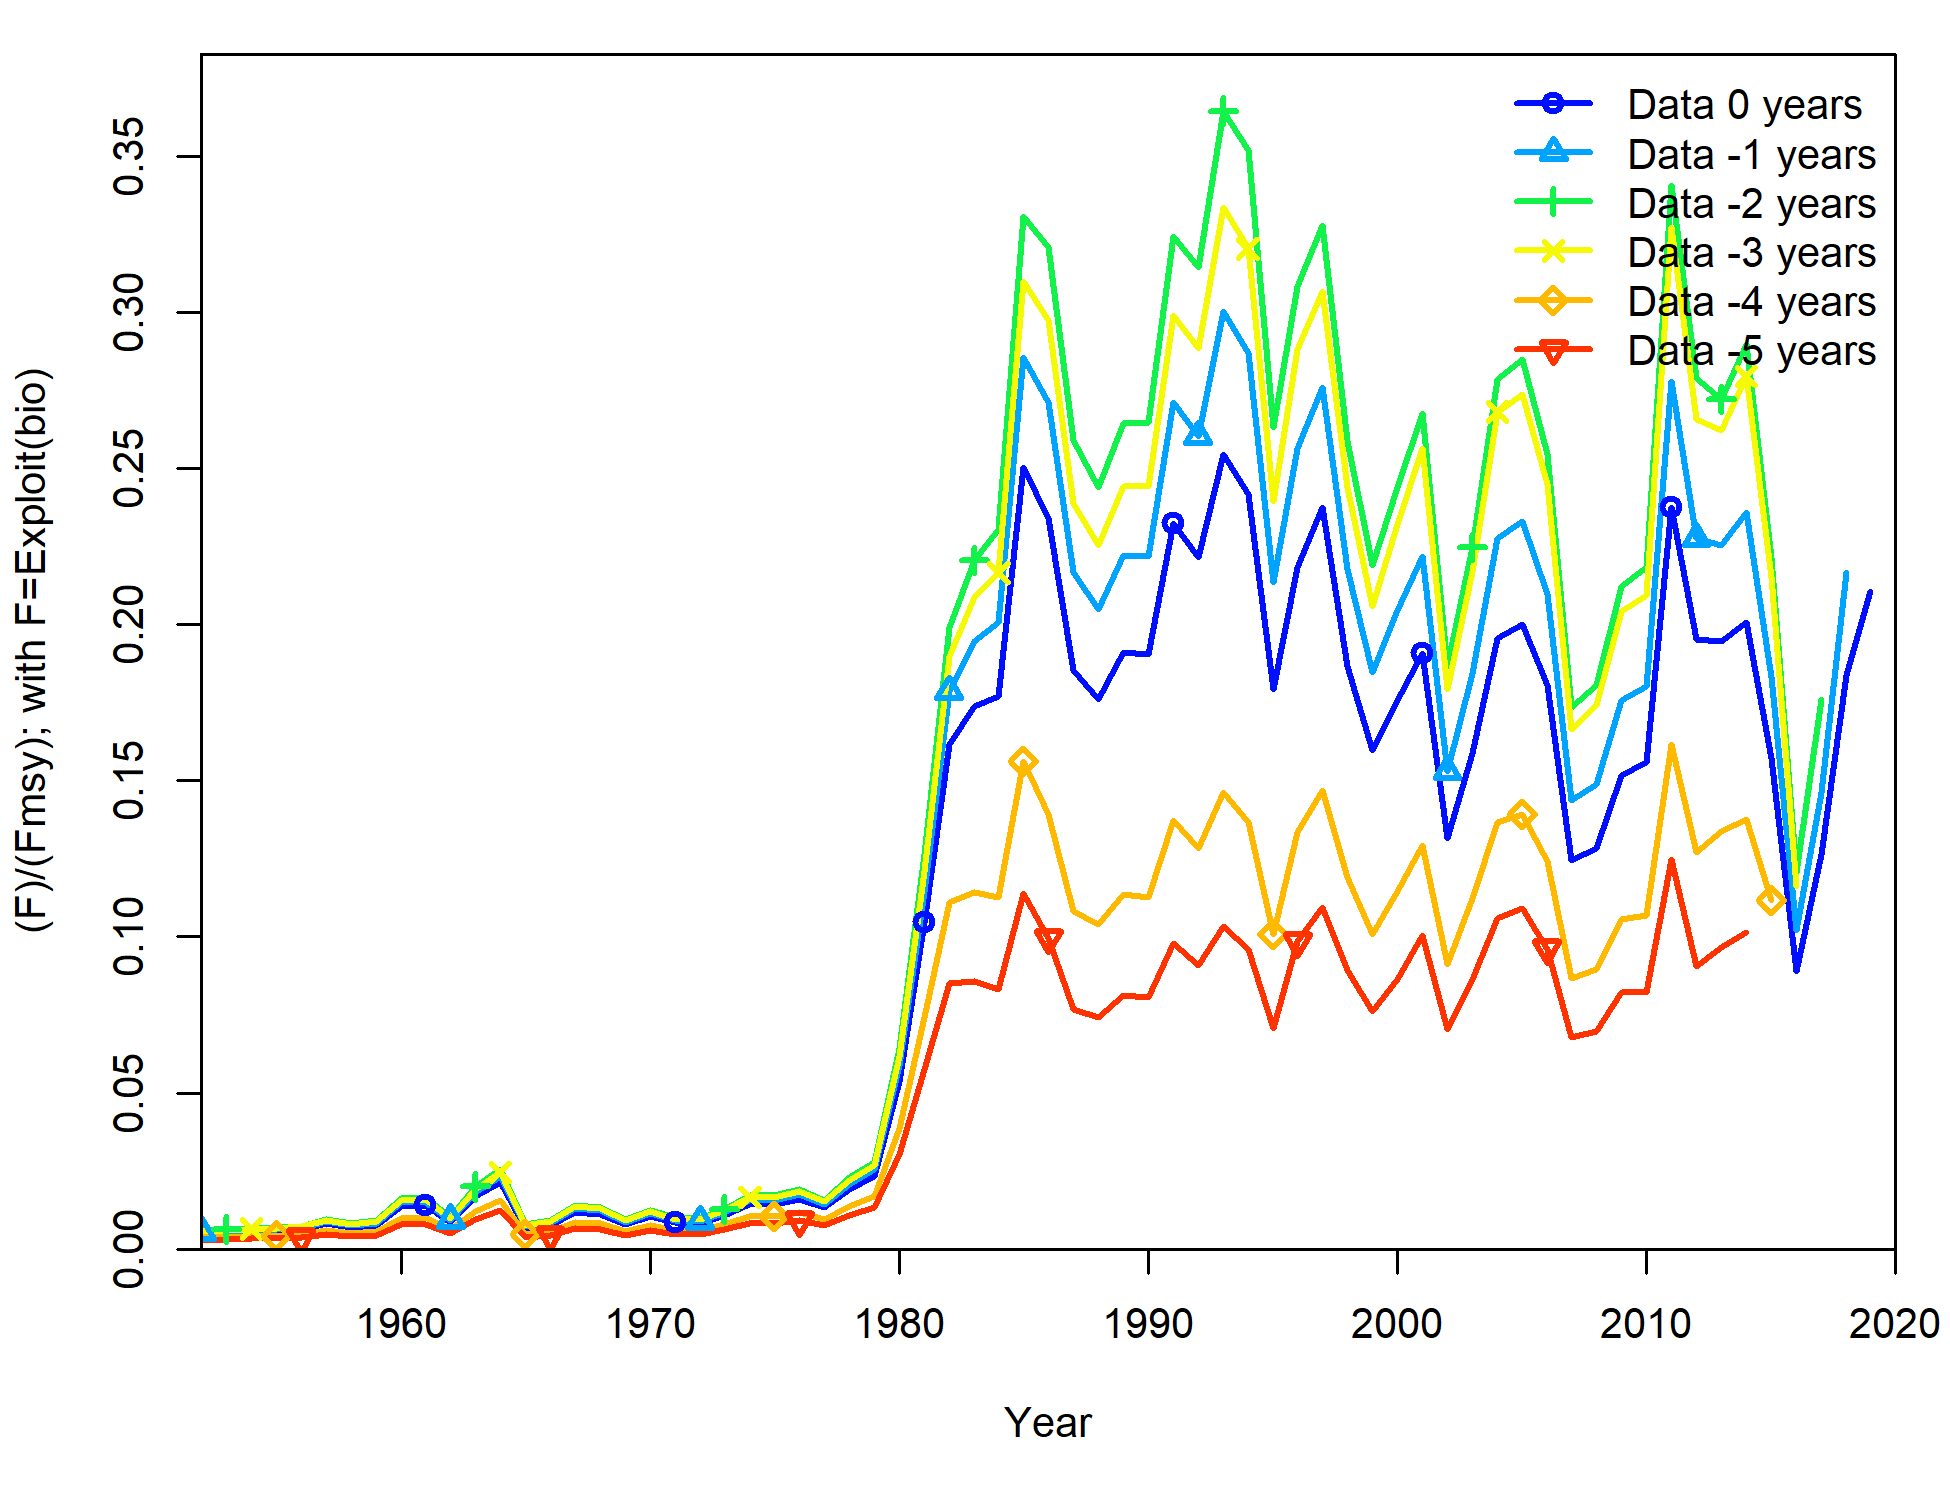 Data 0 years
Data -1 years
Data -2 years
Data -3 years
Data -4 years
Data -5 years
(F)/(Fmsy); with F=Exploit(bio)
0.35
0.30
0.25
0.20
0.15
0.10
0.05
0.00
1960 1970 1980 1990 2000 2010 2020
Year